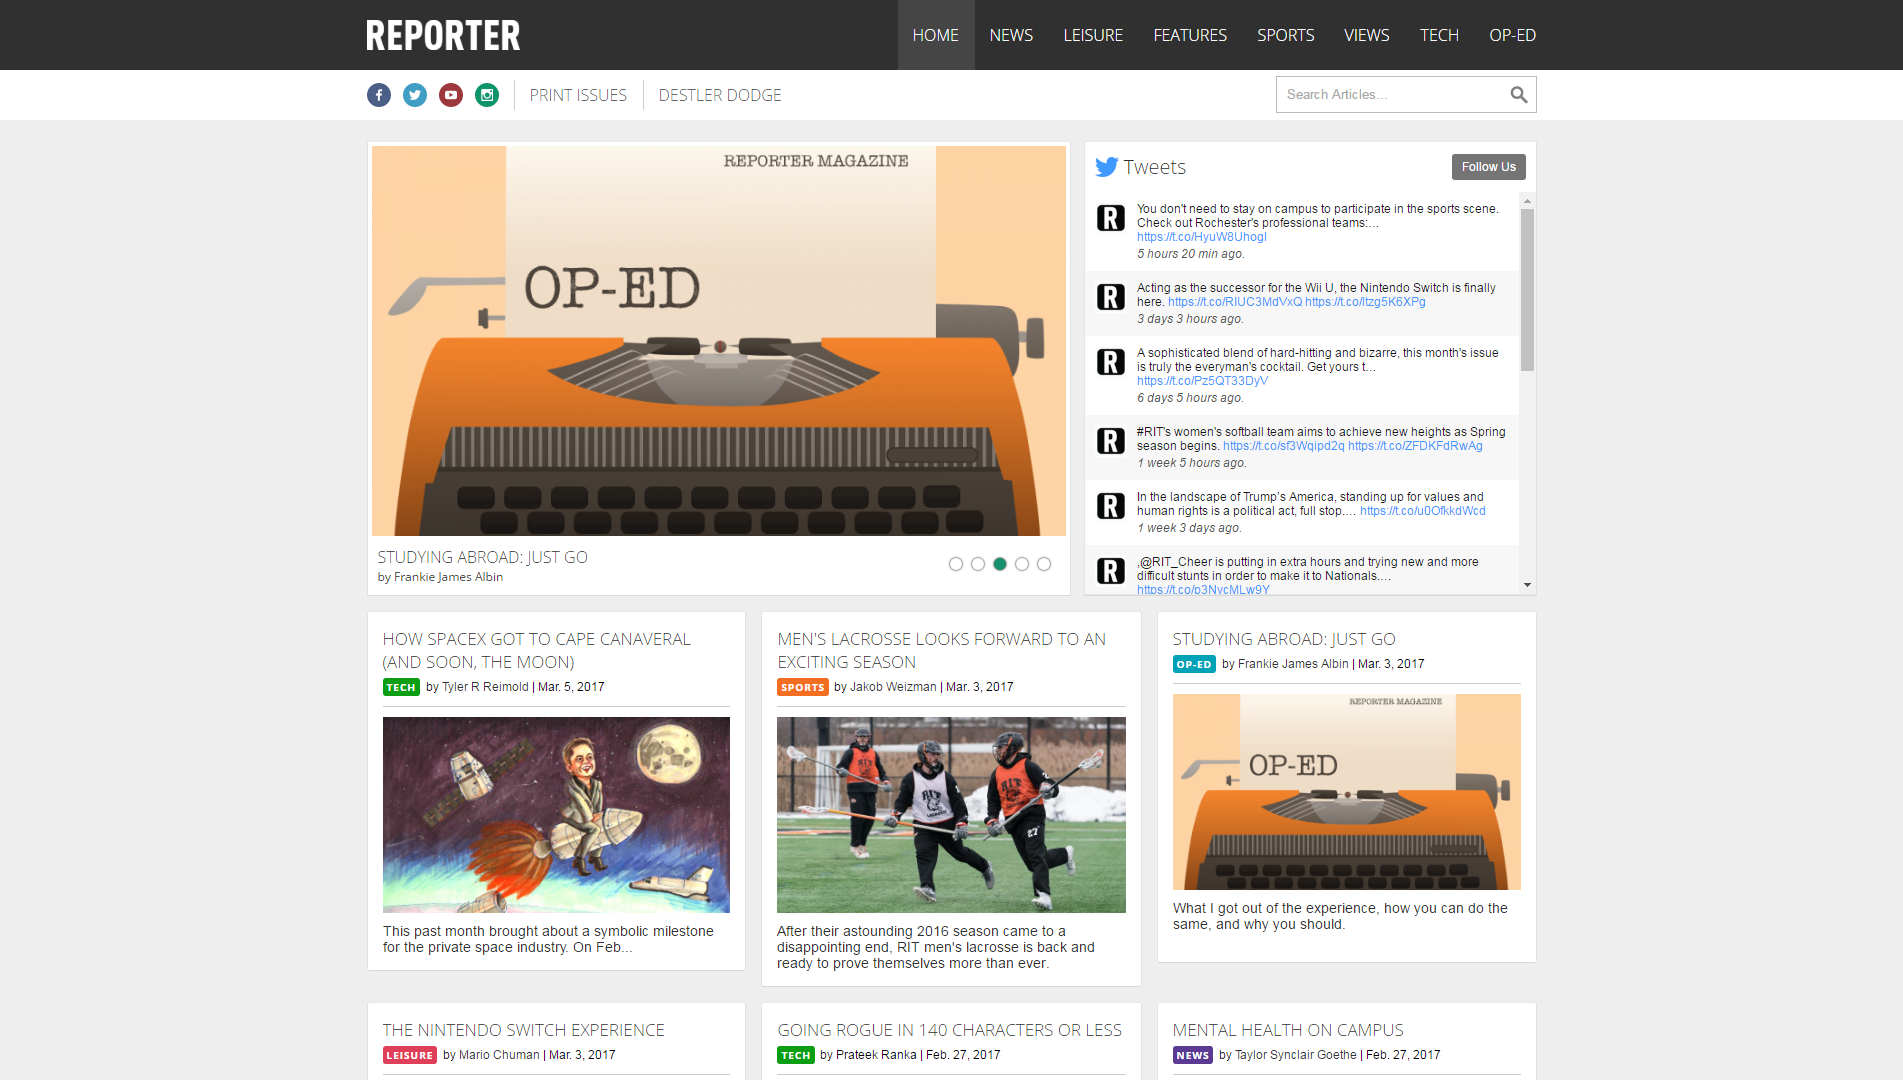 REPORTER
HOME NEWS LEISURE FEATURES SPORTS VIEWS TECH OP-ED
PRINT ISSUES DESTLER DODGE
Search Articles...
REPORTER MAGAZINE
OP-ED
STUDYING ABROAD: JUST GO
by Frankie James Albin
Tweets
Follow Us
You don't need to stay on campus to participate in the sports scene.
Check out Rochester's professional teams:…
https://t.co/HyuW8Uhogl
5 hours 20 min ago.
Acting as the successor for the Wii U, the Nintendo Switch is finally
here. https://t.co/RIUC3MdVxQ https://t.co/ltzg5K6XPg
3 days 3 hours ago.
A sophisticated blend of hard-hitting and bizarre, this month's issue
is truly the everyman's cocktail. Get yours t…
https://t.co/Pz5QT33DyV
6 days 5 hours ago.
#RIT's women's softball team aims to achieve new heights as Spring
season begins. https://t.co/sf3Wqipd2q https://t.co/ZFDKFdRwAg
1 week 5 hours ago.
In the landscape of Trump's America, standing up for values and
human rights is a political act, full stop.… https://t.co/u0OfkkdWcd
1 week 3 days ago.
,@RIT_Cheer is putting in extra hours and trying new and more
difficult stunts in order to make it to Nationals.…
https://t.co/p3NvcMLw9Y
HOW SPACEX GOT TO CAPE CANAVERAL
(AND SOON, THE MOON)
TECH by Tyler R Reimold | Mar. 5, 2017
This past month brought about a symbolic milestone
for the private space industry. On Feb...
MEN'S LACROSSE LOOKS FORWARD TO AN
EXCITING SEASON
SPORTS by Jakob Weizman | Mar. 3, 2017
RIT
RIT
27
After their astounding 2016 season came to a
disappointing end, RIT men's lacrosse is back and
ready to prove themselves more than ever.
STUDYING ABROAD: JUST GO
OP-ED by Frankie James Albin | Mar. 3, 2017
REPORTER MAGAZINE
OP-ED
What I got out of the experience, how you can do the
same, and why you should.
THE NINTENDO SWITCH EXPERIENCE
LEISURE by Mario Chuman | Mar. 3, 2017
GOING ROGUE IN 140 CHARACTERS OR LESS
TECH by Prateek Ranka | Feb. 27, 2017
MENTAL HEALTH ON CAMPUS
NEWS by Taylor Synclair Goethe | Feb. 27, 2017